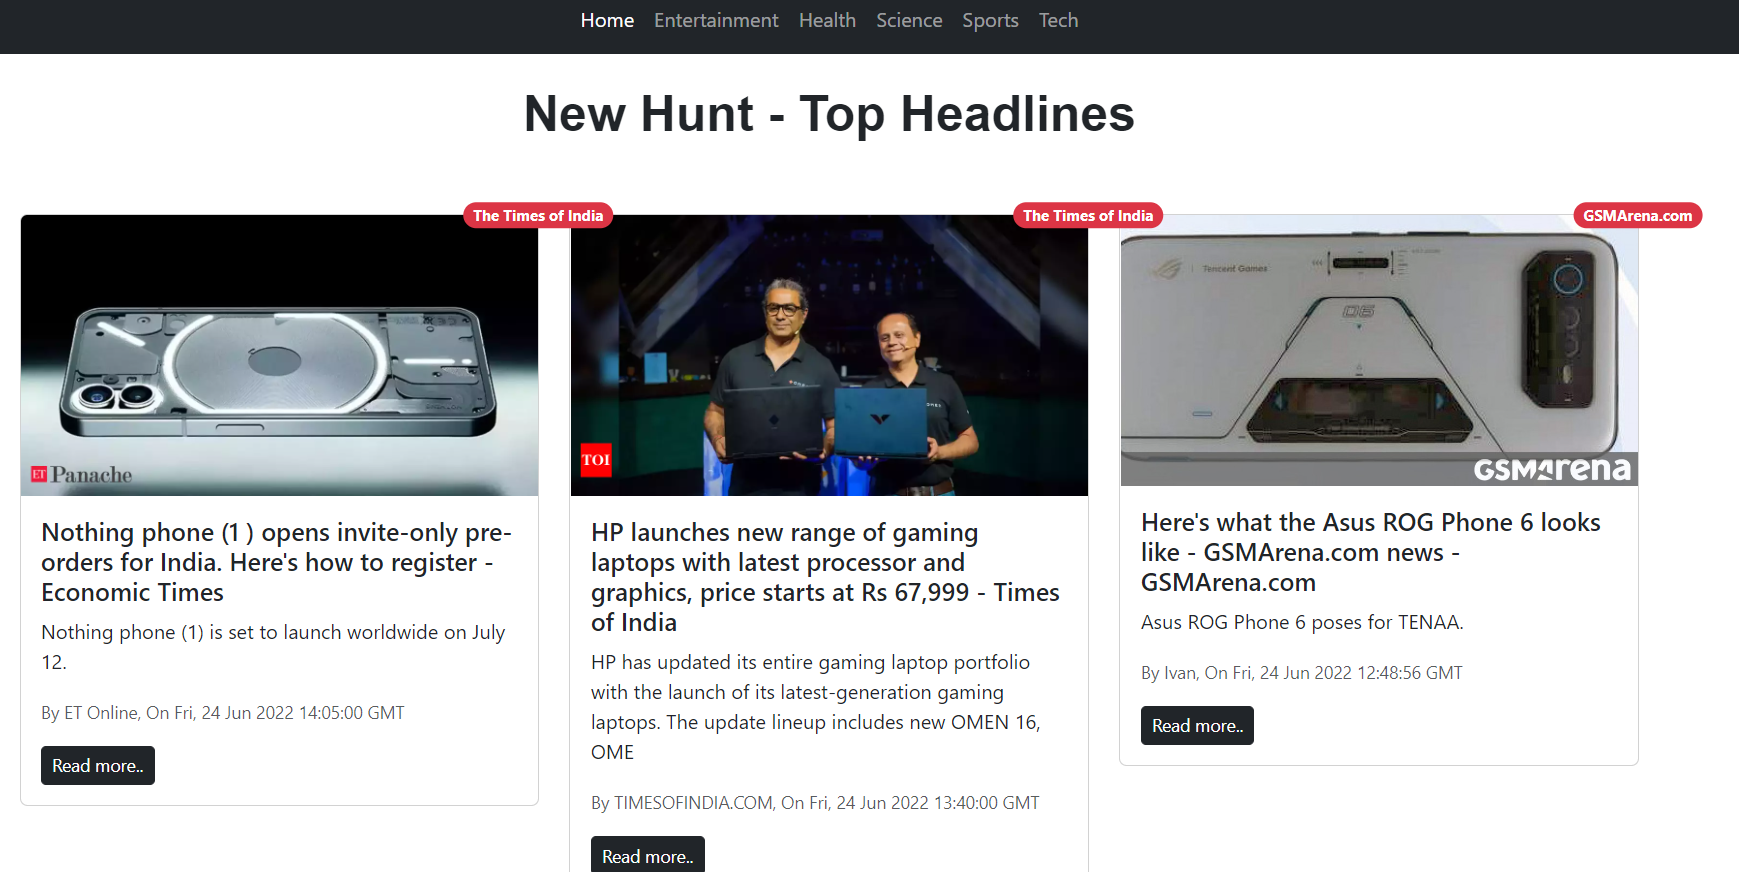 Home Entertainment Health Science Sports Tech
New Hunt - Top Headlines
The Times of India
ET Panache
Nothing phone (1 ) opens invite-only pre-
orders for India. Here's how to register -
Economic Times
Nothing phone (1) is set to launch worldwide on July
12.
By ET Online, On Fri, 24 Jun 2022 14:05:00 GMT
Read more..
The Times of India
TOI
HP launches new range of gaming
laptops with latest processor and
graphics, price starts at Rs 67,999 - Times
of India
HP has updated its entire gaming laptop portfolio
with the launch of its latest-generation gaming
laptops. The update lineup includes new OMEN 16,
OME
By TIMESOFINDIA.COM, On Fri, 24 Jun 2022 13:40:00 GMT
Read more..
GSMArena.com
Tencent Games
06
GSMArena
Here's what the Asus ROG Phone 6 looks
like - GSMArena.com news -
GSMArena.com
Asus ROG Phone 6 poses for TENAA.
By Ivan, On Fri, 24 Jun 2022 12:48:56 GMT
Read more..